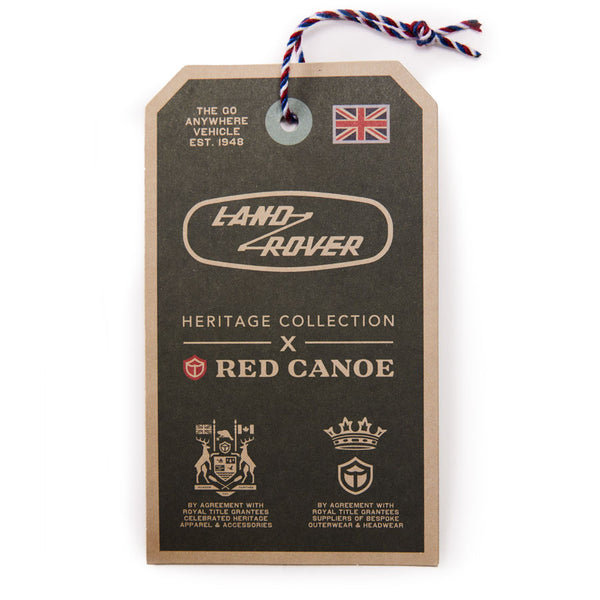 THE GO
ANYWHERE
VEHICLE
EST. 1948
LAND
ROVER
HERITAGE COLLECTION
X
RED CANOE
BY AGREEMENT WITH
ROYAL TITLE GRANTEES
CELEBRATED HERITAGE
APPAREL & ACCESSORIES
BY AGREEMENT WITH
ROYAL TITLE GRANTEES
SUPPLIERS OF BESPOKE
OUTERWEAR & HEADWEAR